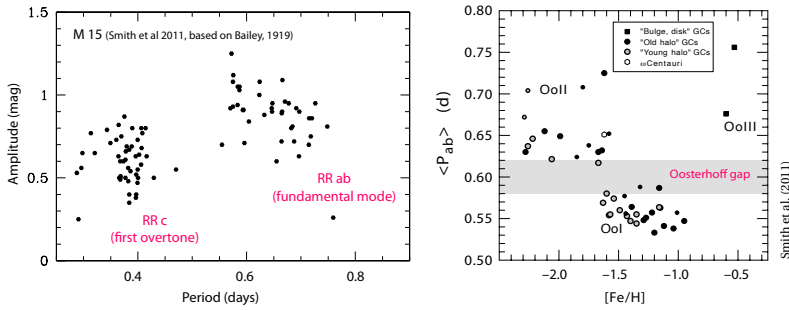 M 15 (Smith et al 2011, based on Bailey, 1919)
Amplitude (mag)
1.5
1
0.5
0
0.4
0.6
0.8
Period (days)
RR c
(first overtone)
RR ab
(fundamental mode)
<P_ab> (d)
0.80
0.75
0.70
0.65
0.60
0.55
0.50
−2.0
−1.5
−1.0
−0.5
[Fe/H]
"Bulge, disk" GCs
"Old halo" GCs
"Young halo" GCs
ωCentauri
OoII
OoIII
Oosterhoff gap
OoI
Smith et al. (2011)